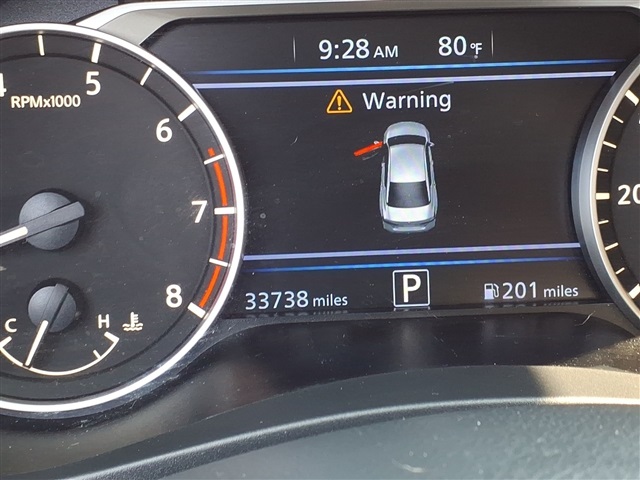 9:28 AM 80°F
4 5 6 7 8
RPMx1000
Warning
20
C H
33738 miles P 201 miles